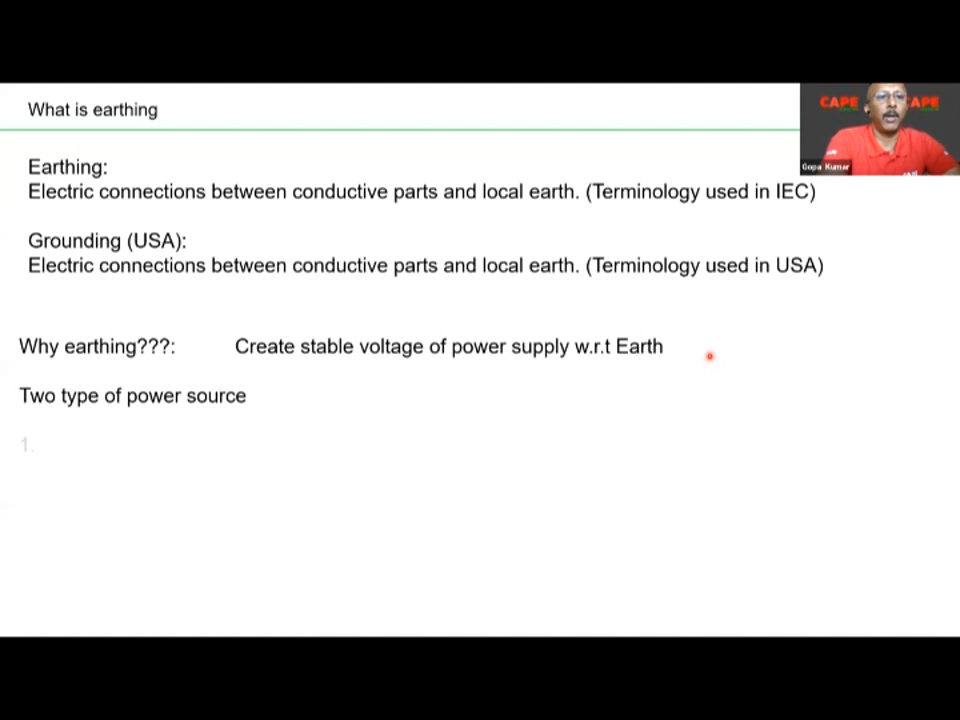 What is earthing
CAPE
CAPE
Gopa Kumar
Earthing:
Electric connections between conductive parts and local earth. (Terminology used in IEC)
Grounding (USA):
Electric connections between conductive parts and local earth. (Terminology used in USA)
Why earthing???: Create stable voltage of power supply w.r.t Earth
Two type of power source
1.